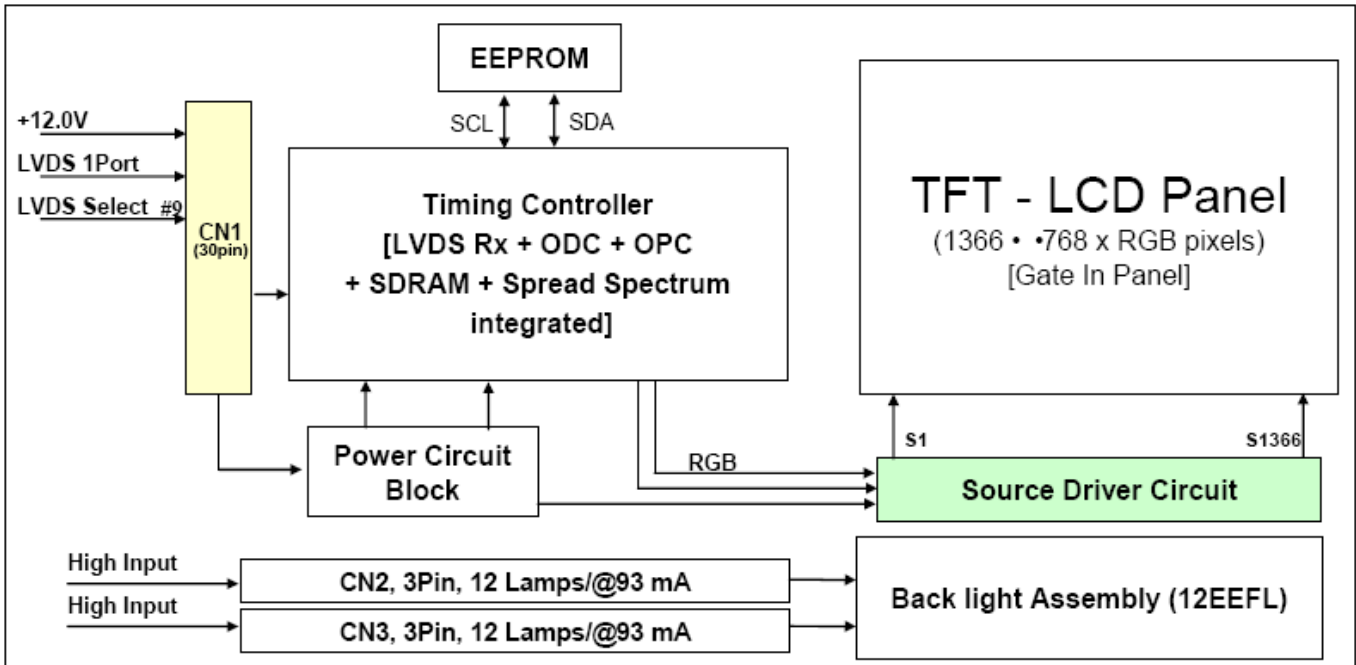 EEPROM
SCL
SDA
+12.0V
LVDS 1Port
LVDS Select #9
CN1
(30pin)
Timing Controller
[LVDS Rx + ODC + OPC
+ SDRAM + Spread Spectrum
integrated]
TFT - LCD Panel
(1366 • •768 x RGB pixels)
[Gate In Panel]
S1
S1366
Power Circuit
Block
RGB
Source Driver Circuit
High Input
CN2, 3Pin, 12 Lamps/@93 mA
High Input
CN3, 3Pin, 12 Lamps/@93 mA
Back light Assembly (12EEFL)